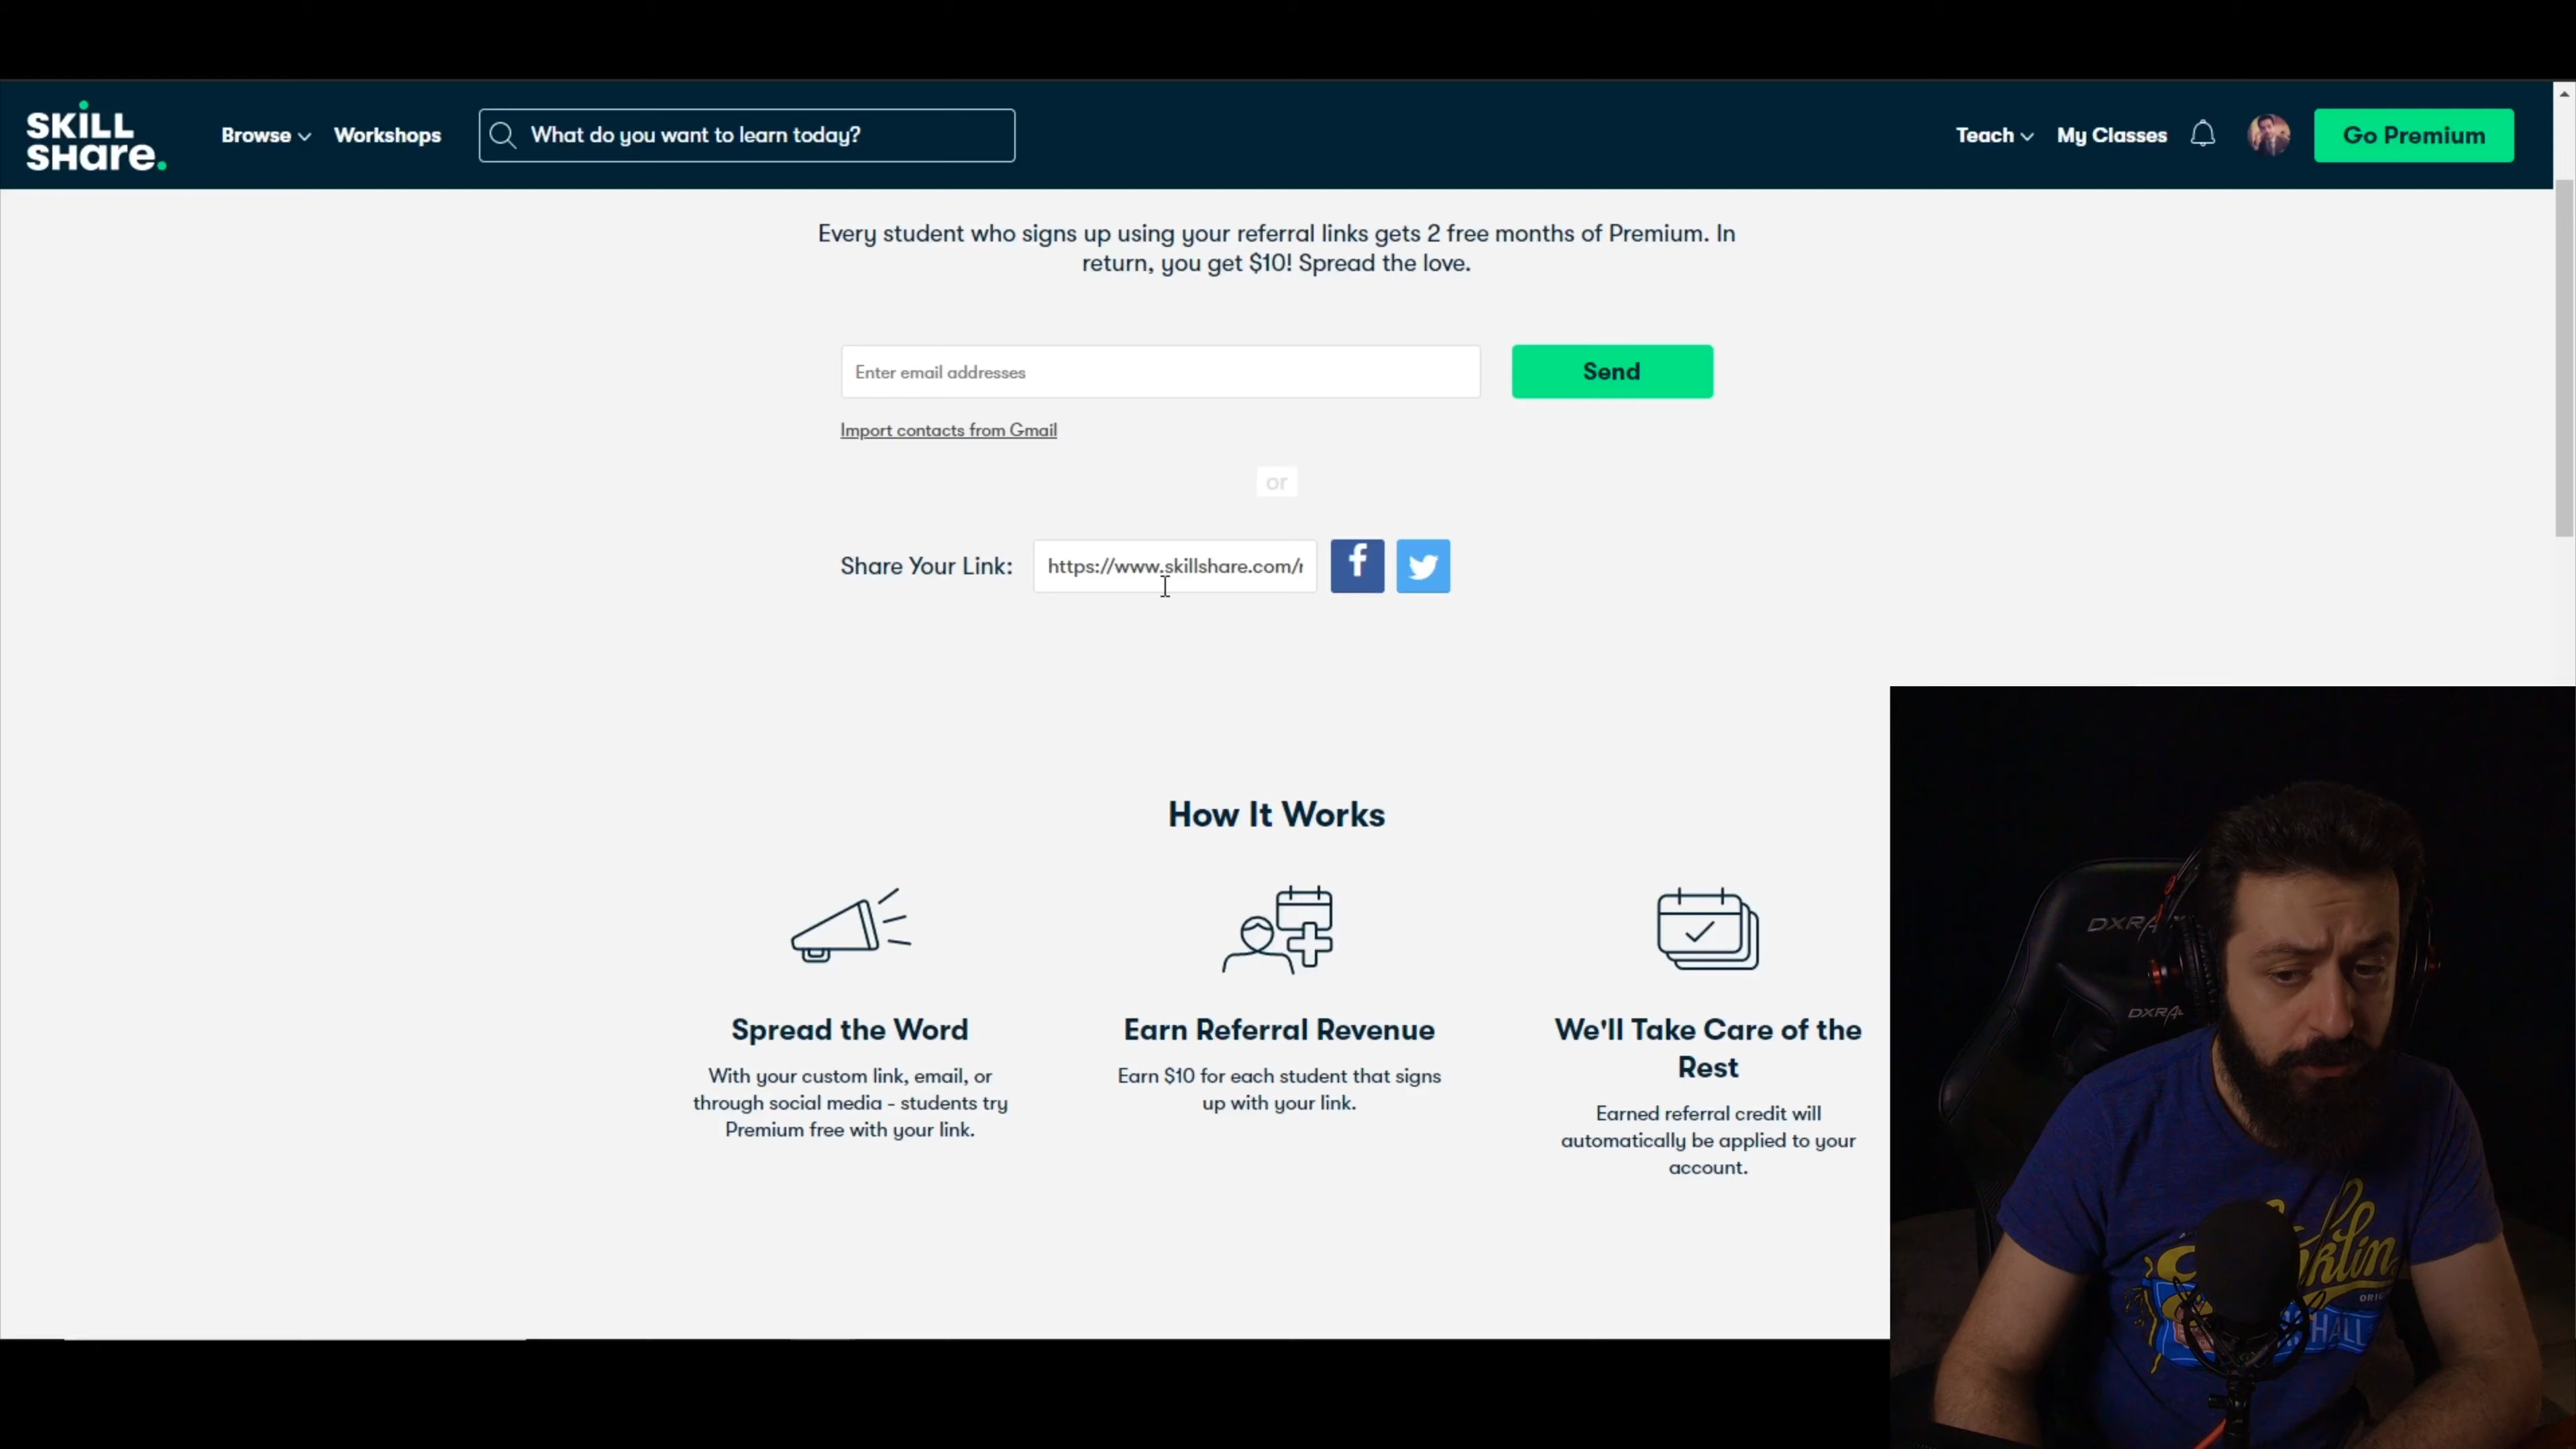 SKILL
SHare.
Browse
Workshops
What do you want to learn today?
Teach
My Classes
Go Premium
Every student who signs up using your referral links gets 2 free months of Premium. In
return, you get $10! Spread the love.
Enter email addresses
Send
Import contacts from Gmail
or
Share Your Link:
https://www.skillshare.com/r
f
How It Works
Spread the Word
With your custom link, email, or
through social media - students try
Premium free with your link.
Earn Referral Revenue
Earn $10 for each student that signs
up with your link.
We'll Take Care of the
Rest
Earned referral credit will
automatically be applied to your
account.